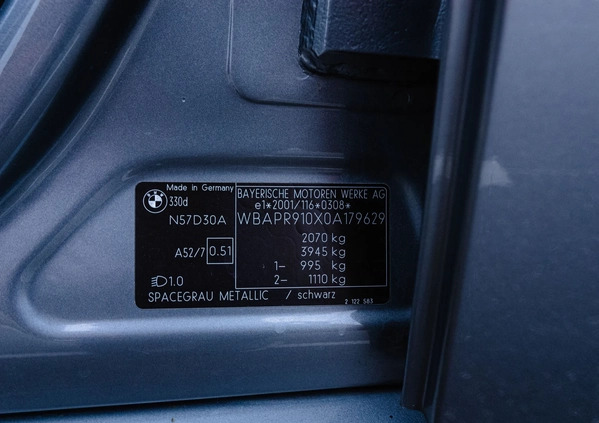 Made in Germany
BMW
330d
N57D30A
A52/7 0.51
1.0
BAYERISCHE MOTOREN WERKE AG
e1*2001/116*0308*
WBAPR910X0A179629
2070 kg
3945 kg
1- 995 kg
2- 1110 kg
SPACEGRAU METALLIC / schwarz
2 122 583